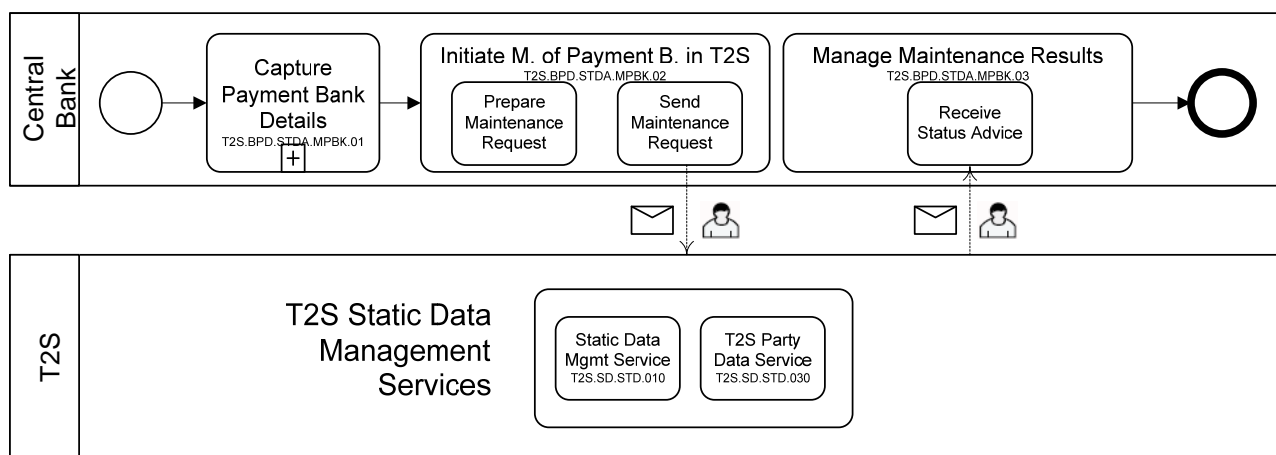 Central
Bank
Capture
Payment Bank
Details
T2S.BPD.STDA.MPBK.01
+
Initiate M. of Payment B. in T2S
T2S.BPD.STDA.MPBK.02
Prepare
Maintenance
Request
Send
Maintenance
Request
Manage Maintenance Results
T2S.BPD.STDA.MPBK.03
Receive
Status Advice
T2S
T2S Static Data
Management
Services
Static Data
Mgmt Service
T2S.SD.STD.010
T2S Party
Data Service
T2S.SD.STD.030